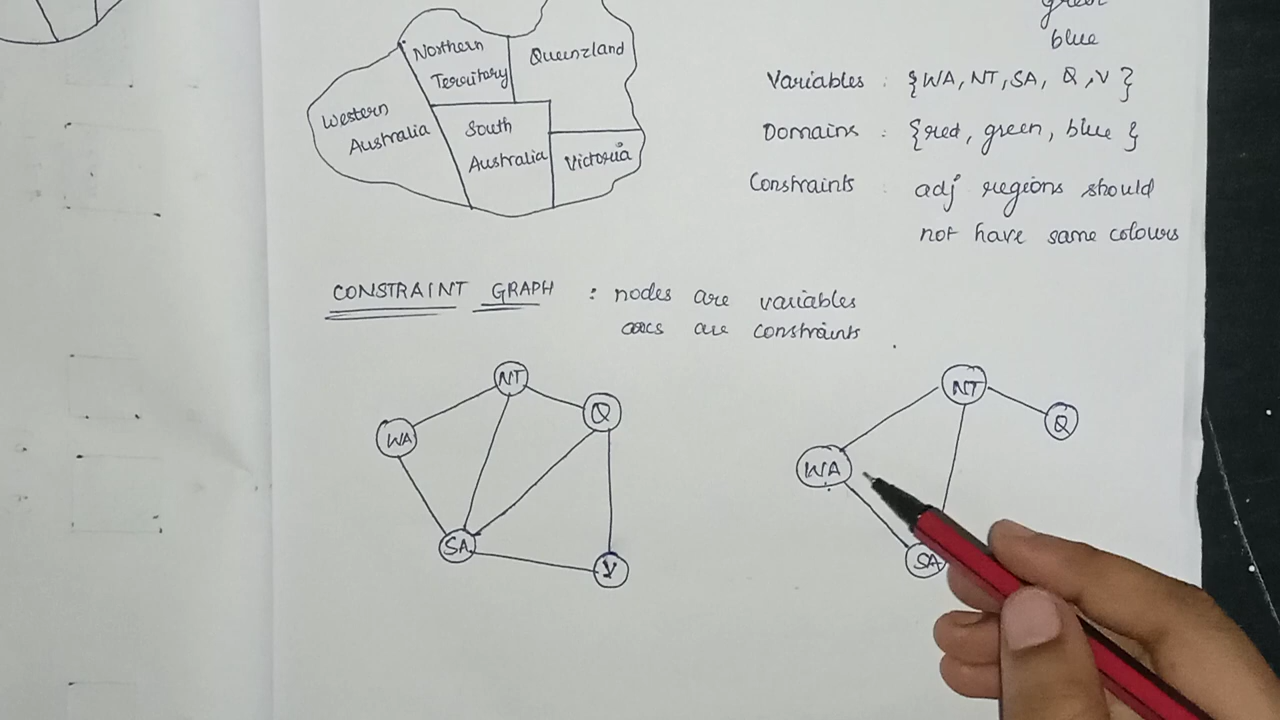 green
blue
Northern
Territory
Queenzland
Western
Australia
South
Australia
Victoria
Variables : {WA, NT, SA, Q, V}
Domains : {red, green, blue}
Constraints : adj regions should
not have same colours
CONSTRAINT GRAPH : nodes are variables
arcs are constraints
NT
Q
WA
SA
V
NT
Q
WA
SA